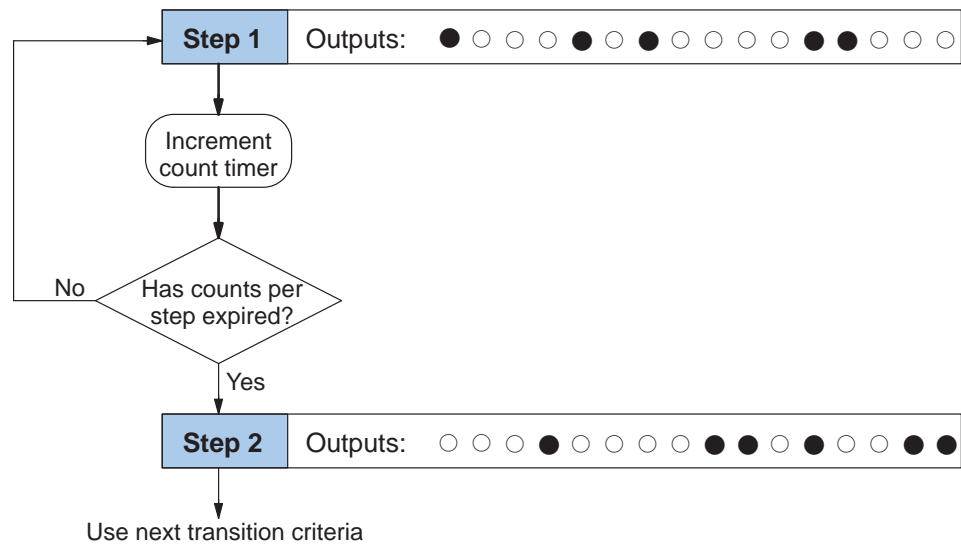 Step 1 Outputs:
Increment
count timer
No
Has counts per
step expired?
Yes
Step 2 Outputs:
Use next transition criteria